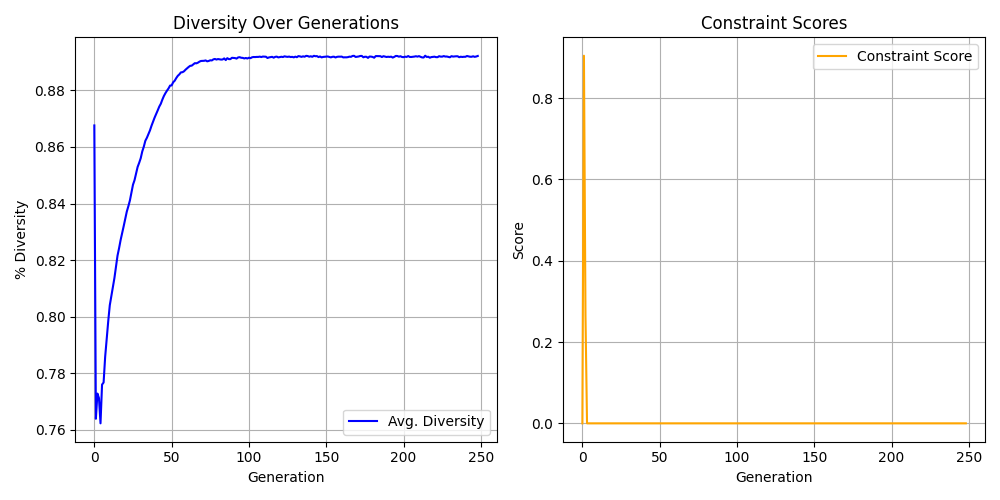 Diversity Over Generations
% Diversity
0.88
0.86
0.84
0.82
0.80
0.78
0.76
Avg. Diversity
0 50 100 150 200 250
Generation
Constraint Scores
Score
0.8
0.6
0.4
0.2
0.0
Constraint Score
0 50 100 150 200 250
Generation